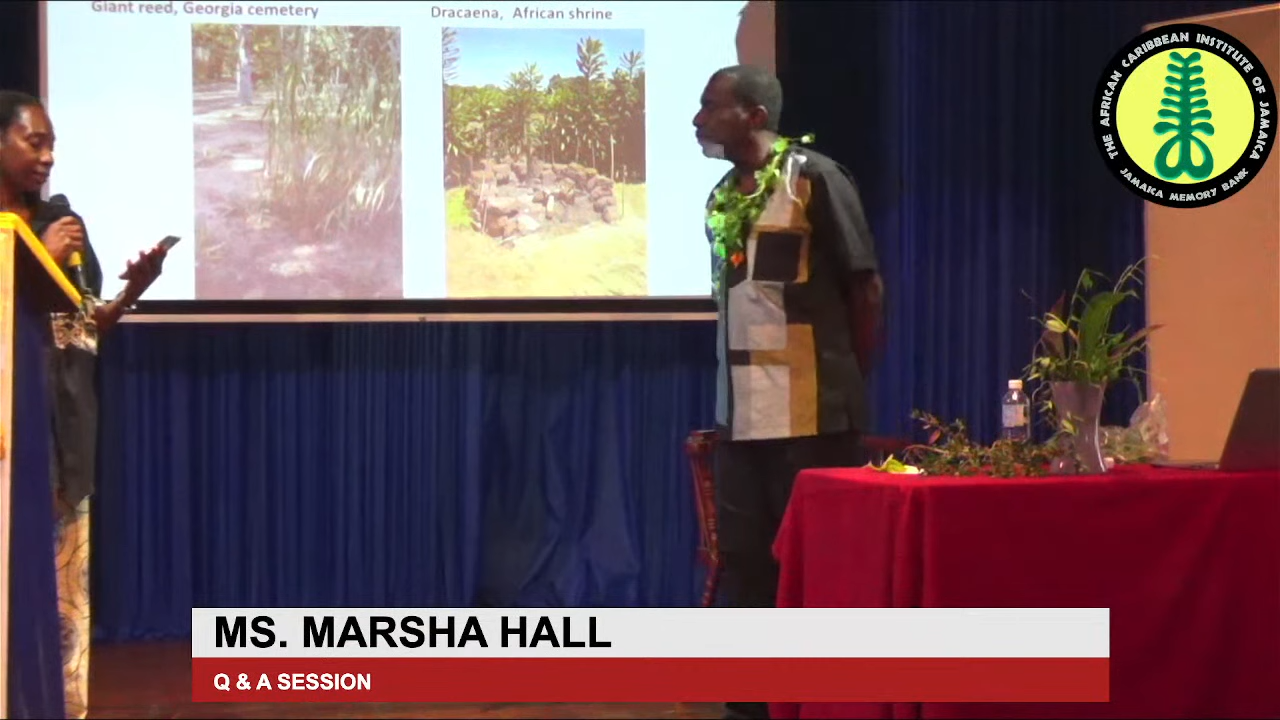 Giant reed, Georgia cemetery
Dracaena, African shrine
THE AFRICAN CARIBBEAN INSTITUTE OF JAMAICA
JAMAICA MEMORY BANK
MS. MARSHA HALL
Q & A SESSION